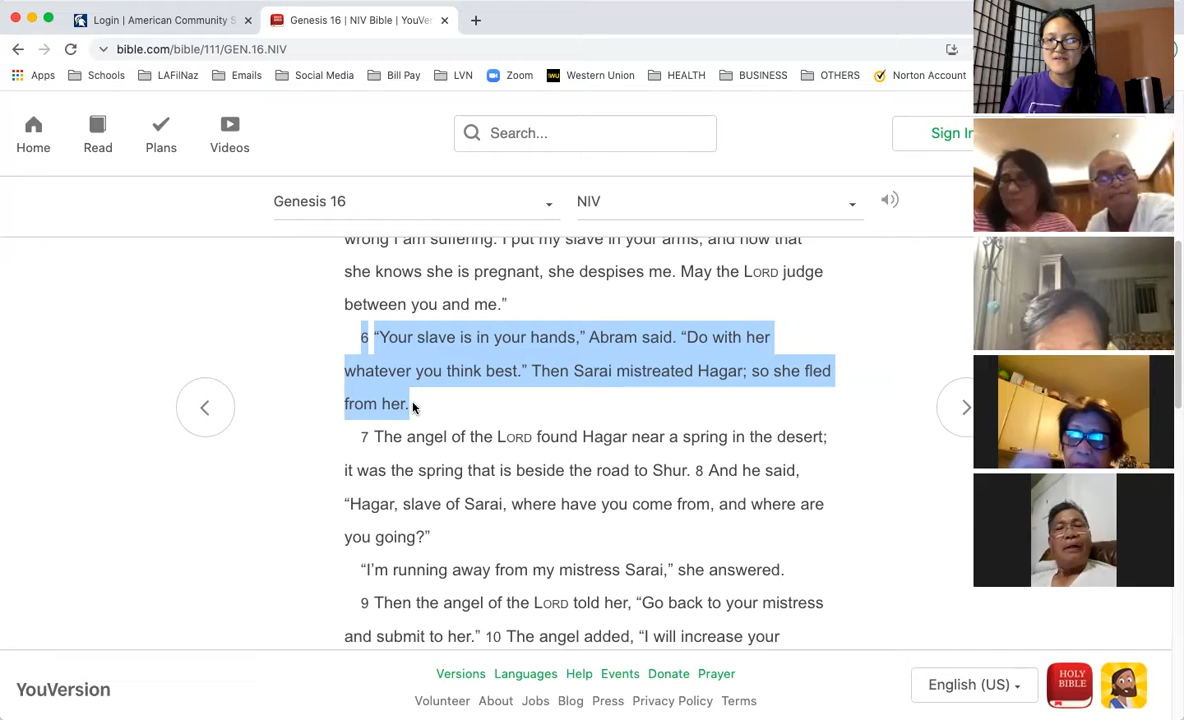 Login | American Community S
Genesis 16 | NIV Bible | YouVer
bible.com/bible/111/GEN.16.NIV
Apps Schools LAFilNaz Emails Social Media Bill Pay LVN Zoom Western Union HEALTH BUSINESS OTHERS Norton Account
Home Read Plans Videos
Search...
Sign In
Genesis 16
NIV
wrong I am suffering. I put my slave in your arms, and now that
she knows she is pregnant, she despises me. May the LORD judge
between you and me.”
6 “Your slave is in your hands,” Abram said. “Do with her
whatever you think best.” Then Sarai mistreated Hagar; so she fled
from her.
7 The angel of the LORD found Hagar near a spring in the desert;
it was the spring that is beside the road to Shur. 8 And he said,
“Hagar, slave of Sarai, where have you come from, and where are
you going?”
“I’m running away from my mistress Sarai,” she answered.
9 Then the angel of the LORD told her, “Go back to your mistress
and submit to her.” 10 The angel added, “I will increase your
YouVersion
Versions Languages Help Events Donate Prayer
Volunteer About Jobs Blog Press Privacy Policy Terms
English (US)
HOLY
BIBLE